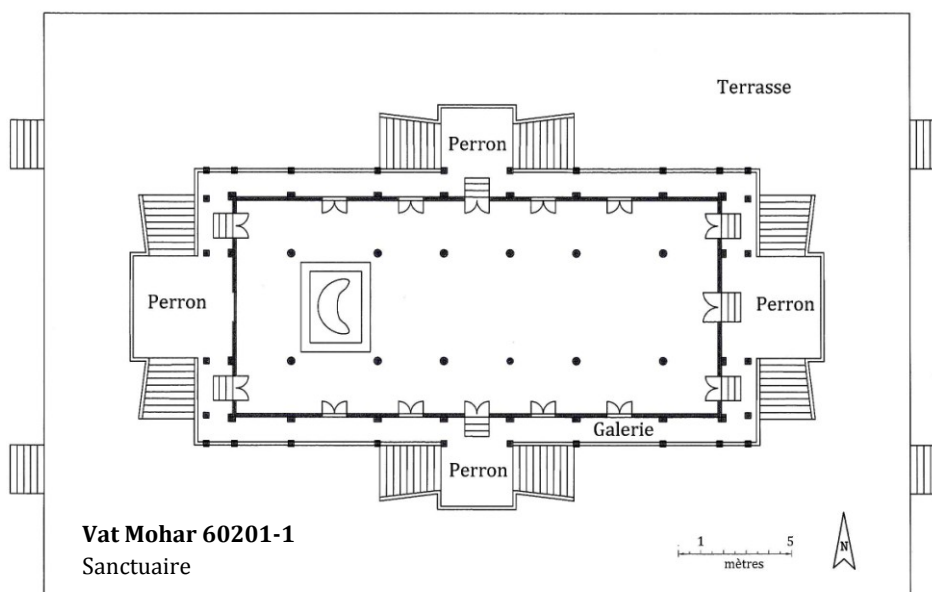 Terrasse
Perron
Perron
Perron
Galerie
Perron
Vat Mohar 60201-1
Sanctuaire
1 5
mètres
N